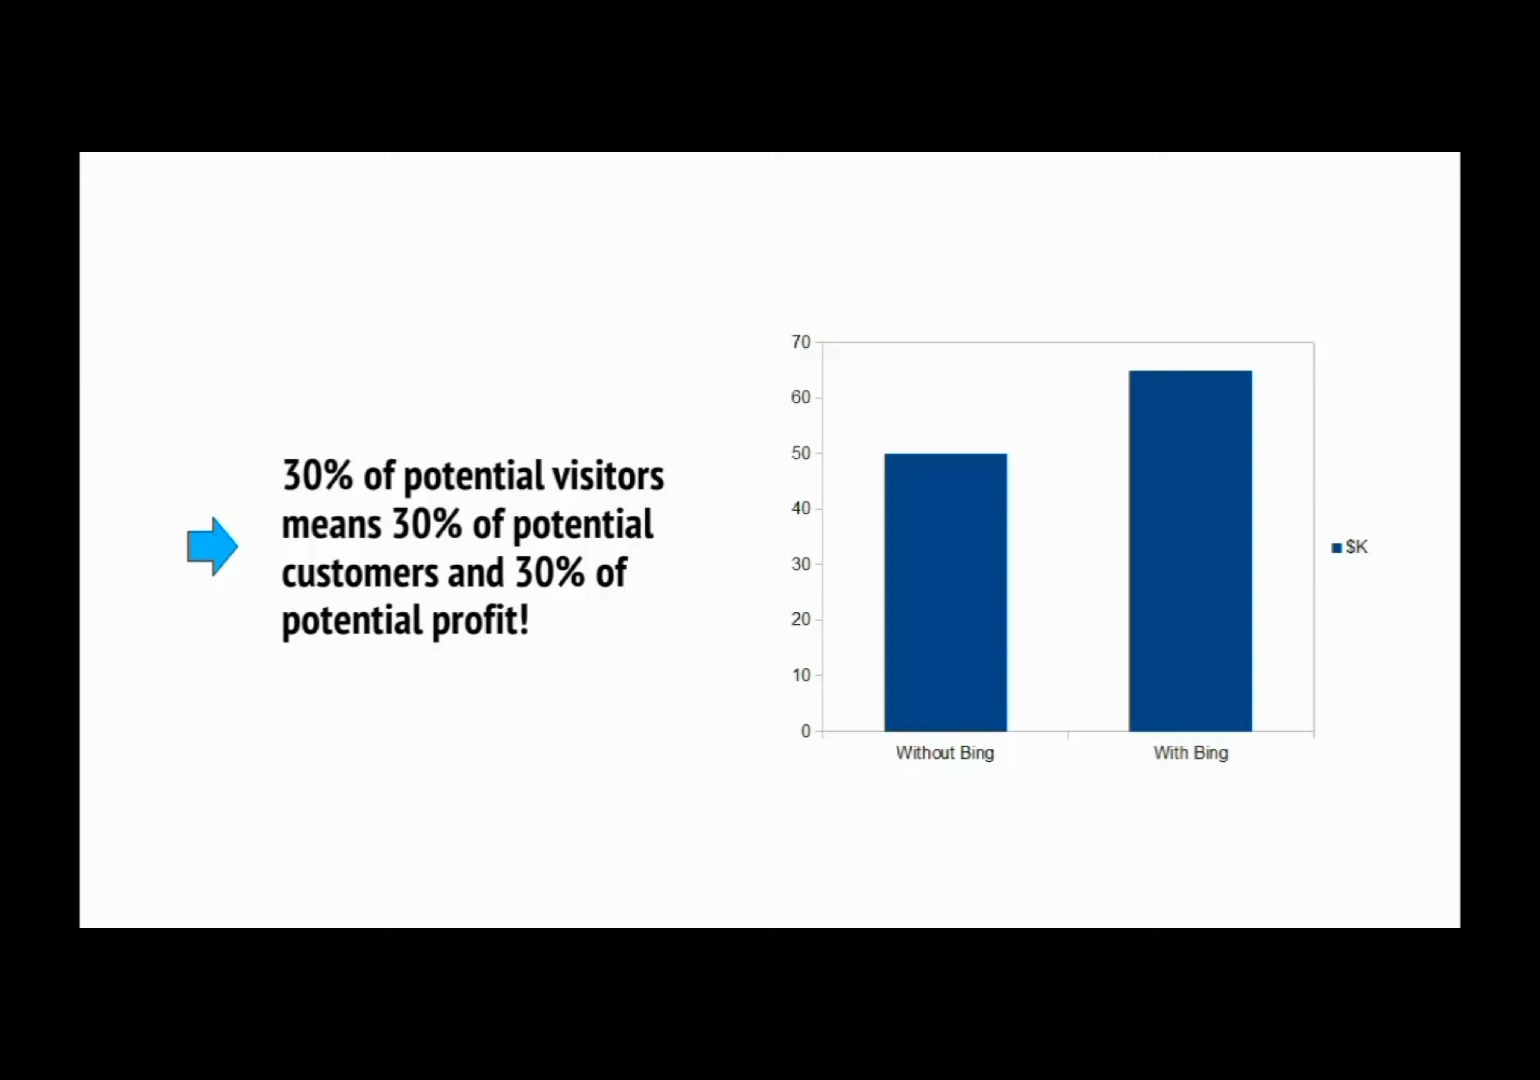 30% of potential visitors
means 30% of potential
customers and 30% of
potential profit!
70
60
50
40
30
20
10
0
Without Bing
With Bing
$K